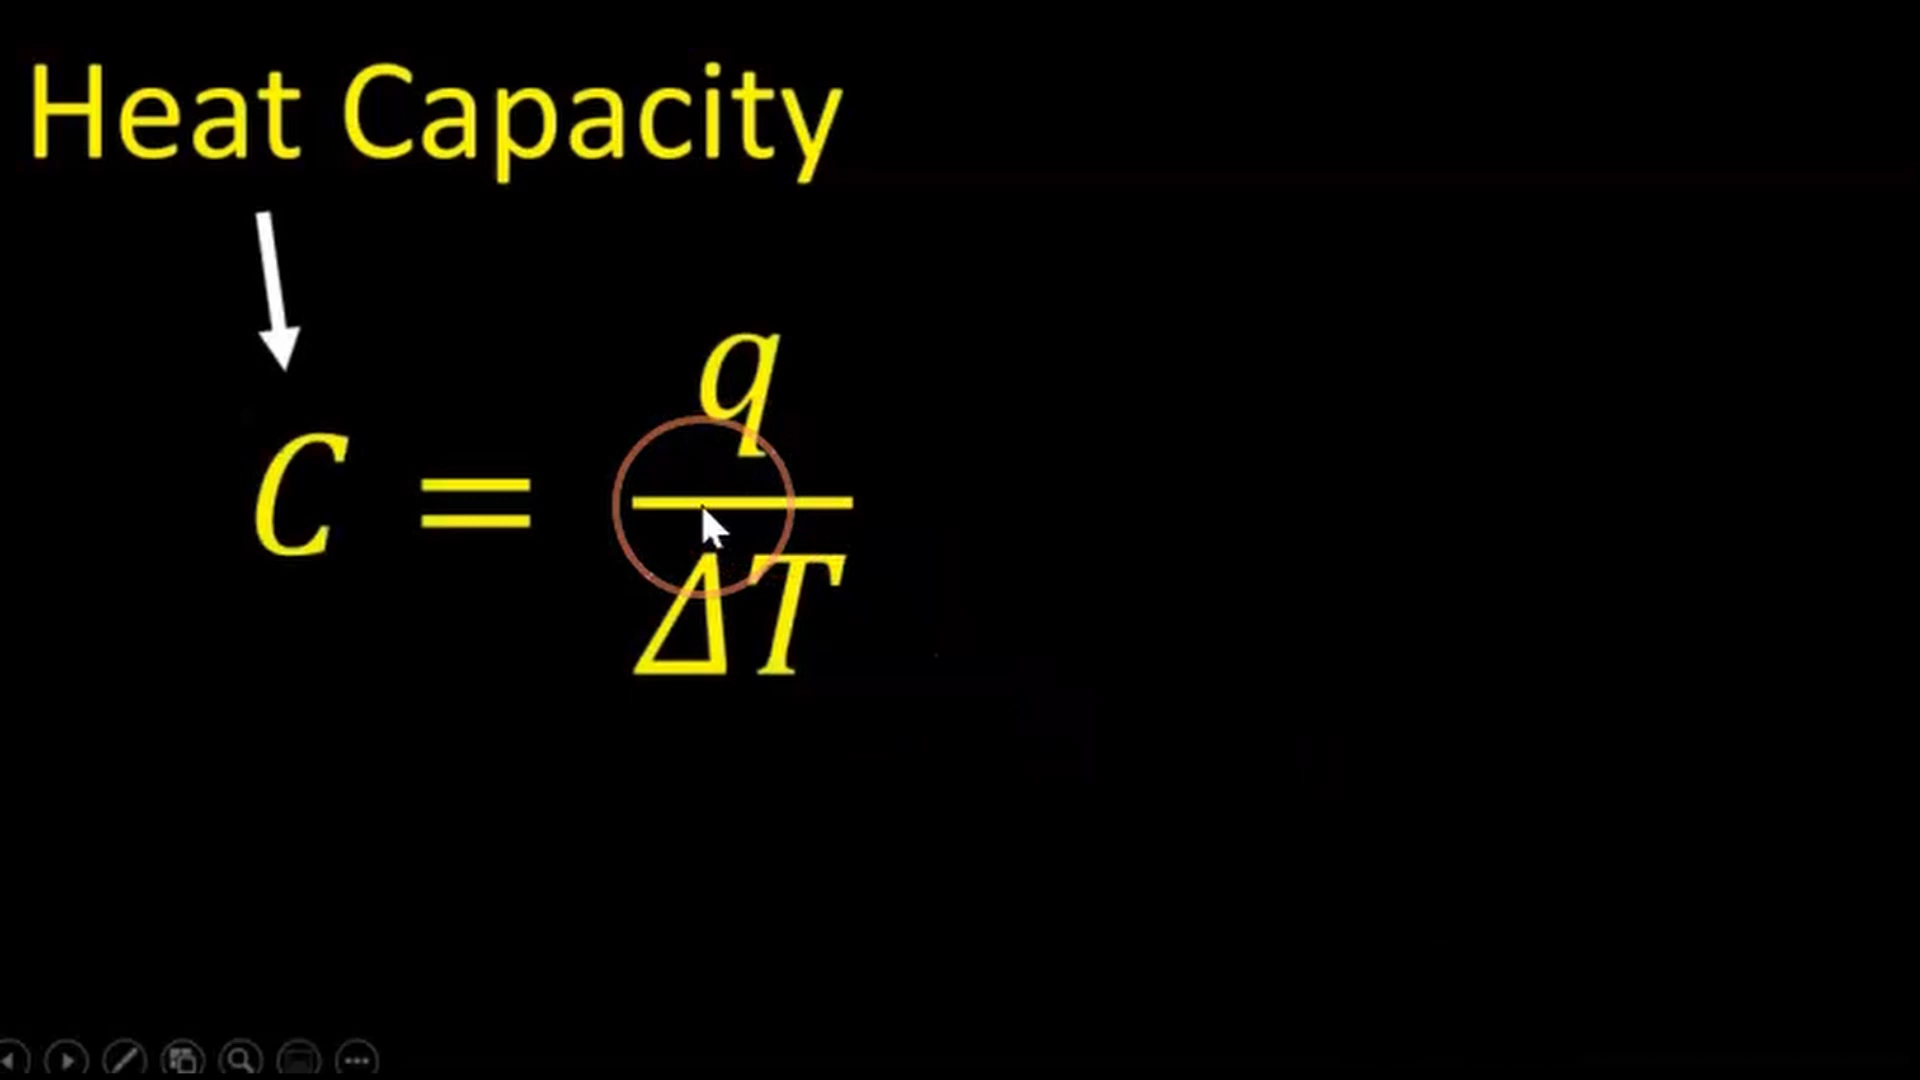 Heat Capacity
C = q / ΔT